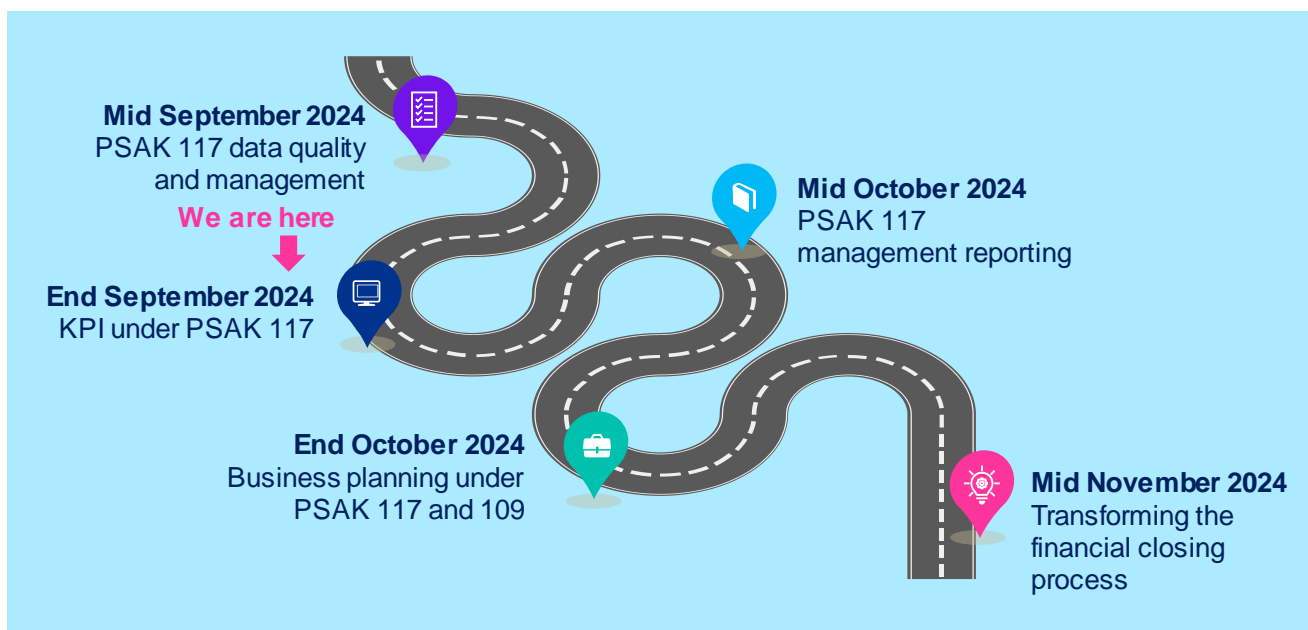 Mid September 2024
PSAK 117 data quality
and management
We are here
End September 2024
KPI under PSAK 117
Mid October 2024
PSAK 117
management reporting
End October 2024
Business planning under
PSAK 117 and 109
Mid November 2024
Transforming the
financial closing
process